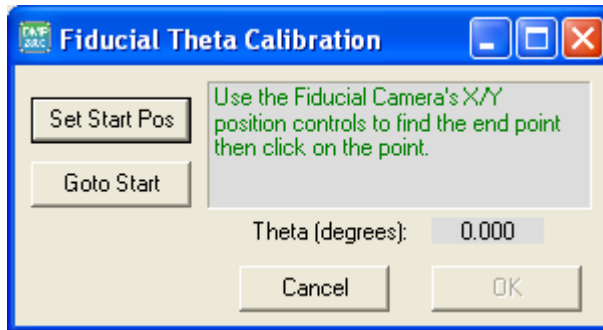 Fiducial Theta Calibration
Set Start Pos
Goto Start
Use the Fiducial Camera's X/Y
position controls to find the end point
then click on the point.
Theta (degrees): 0.000
Cancel
OK